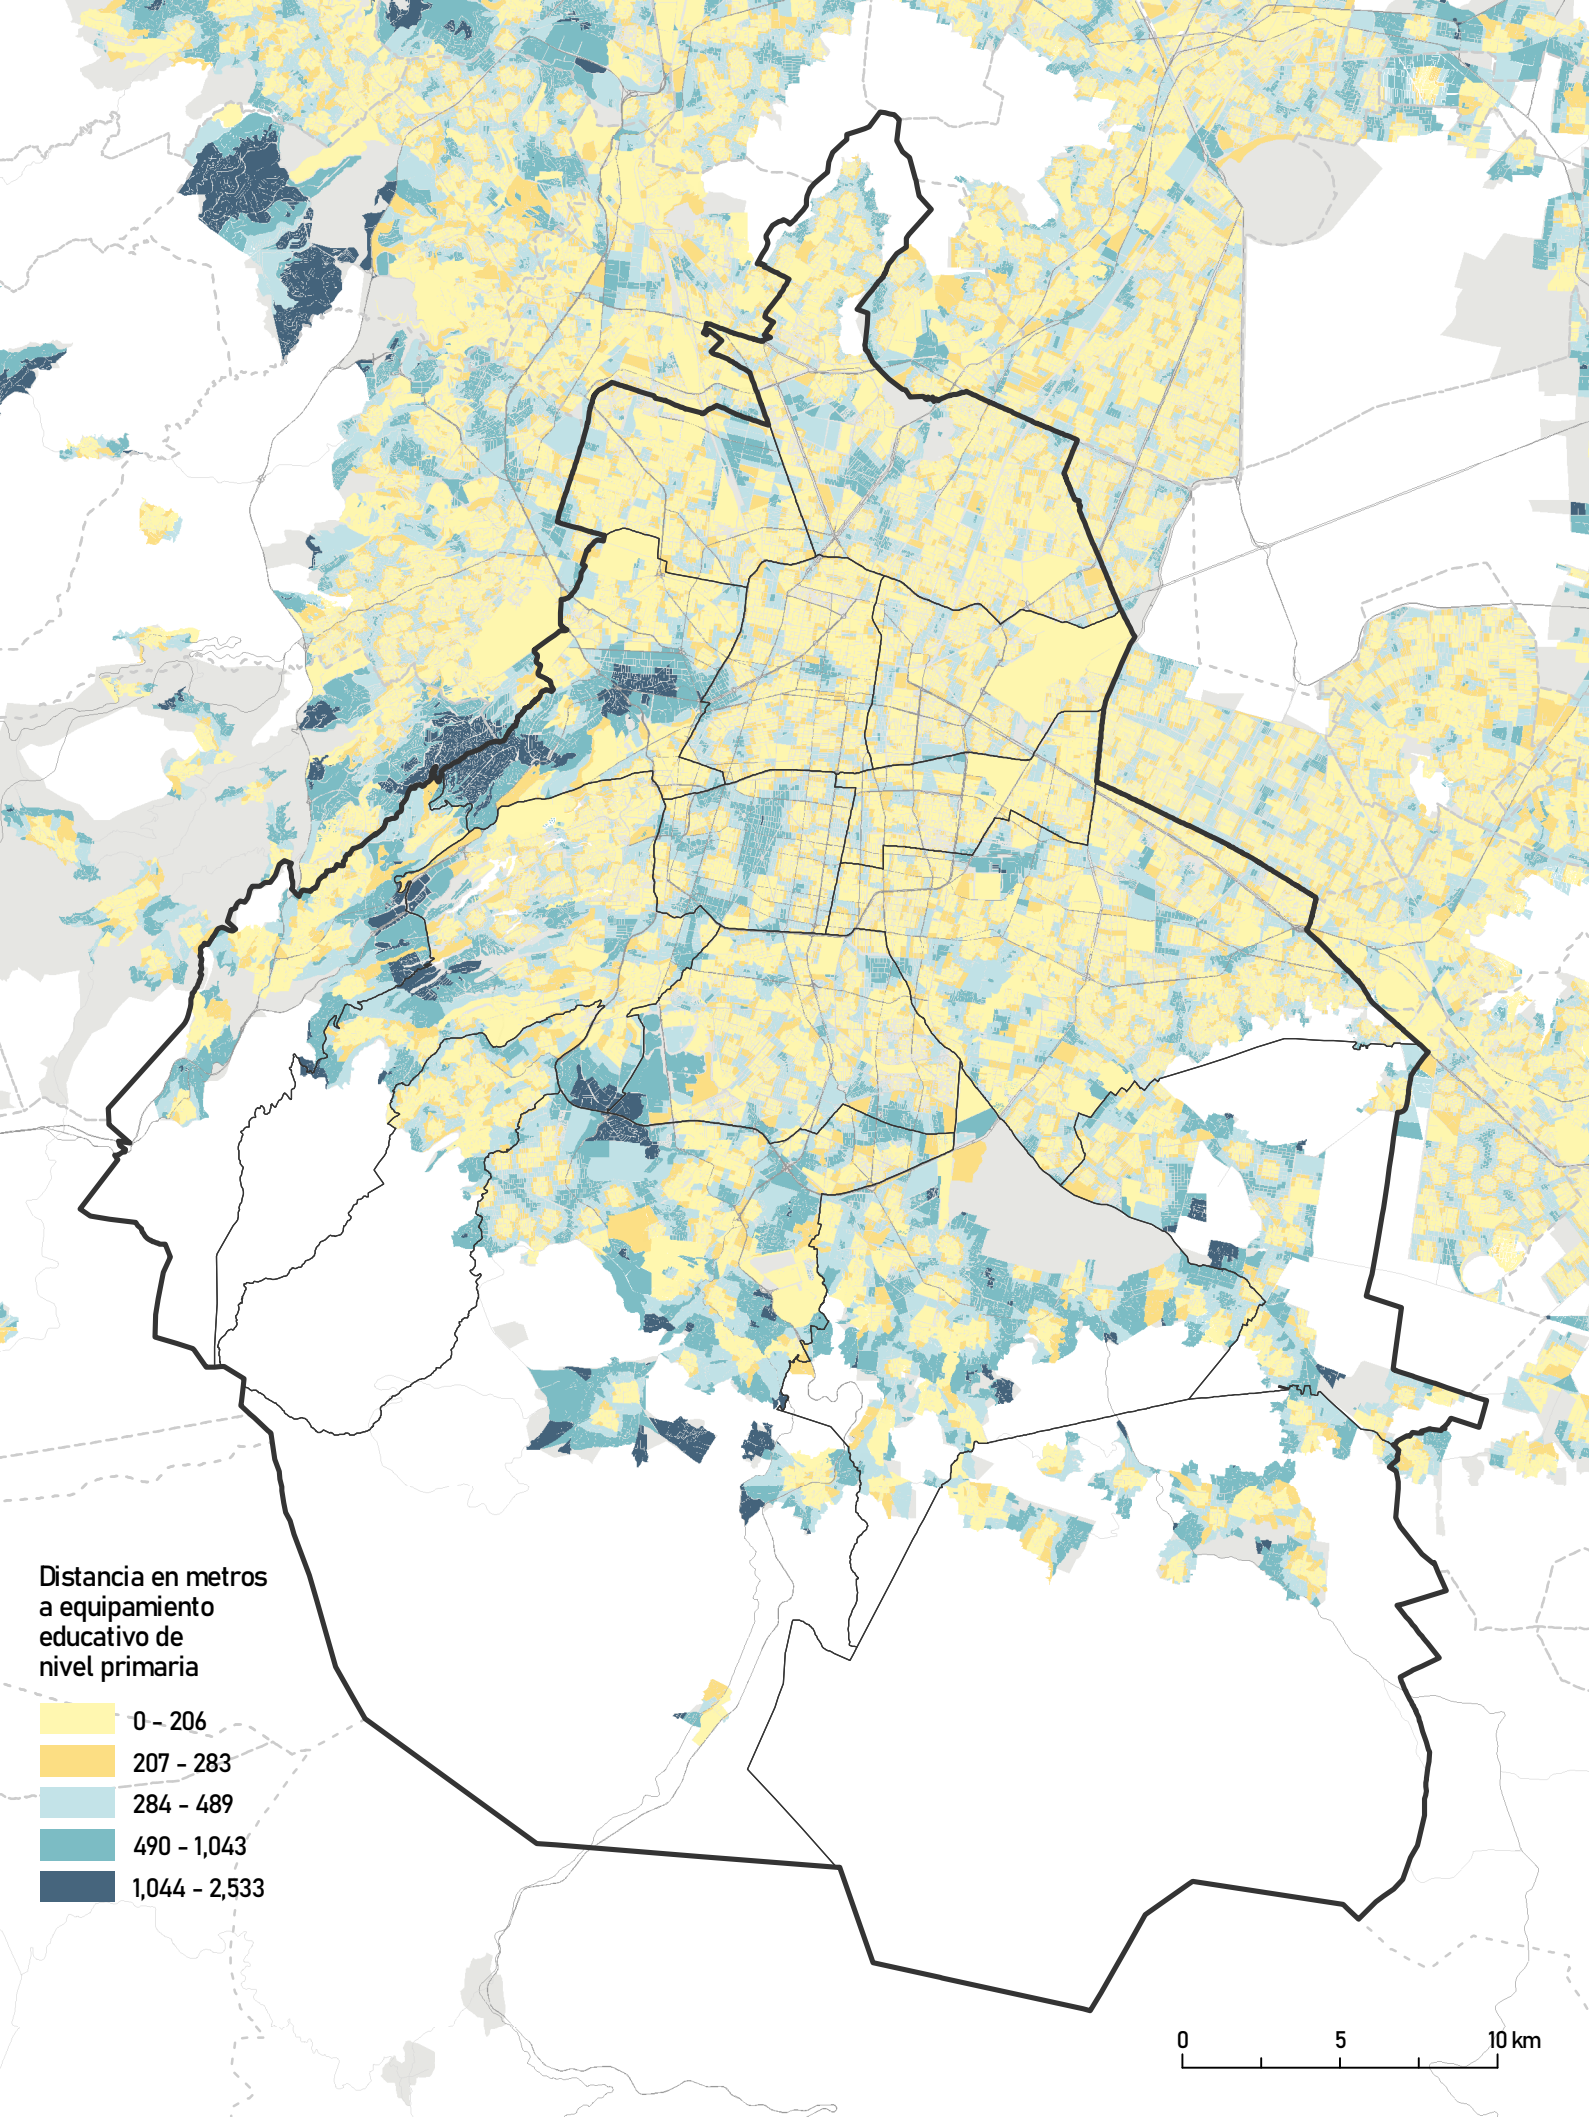 Distancia en metros
a equipamiento
educativo de
nivel primaria
0 - 206
207 - 283
284 - 489
490 - 1,043
1,044 - 2,533
0 5 10 km